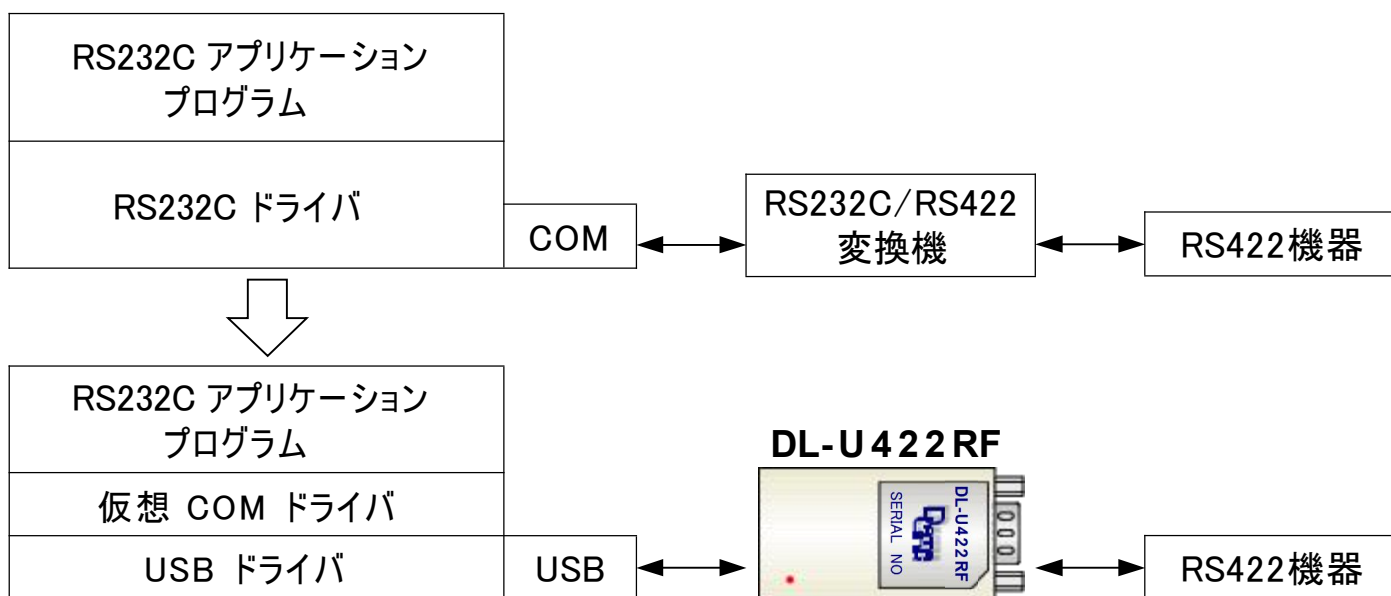 RS232C アプリケーション
プログラム
RS232C ドライバ
COM
RS232C/RS422
変換機
RS422機器
RS232C アプリケーション
プログラム
仮想 COM ドライバ
USB ドライバ
USB
DL-U422RF
DL-U422RF
SERIAL NO
RS422機器